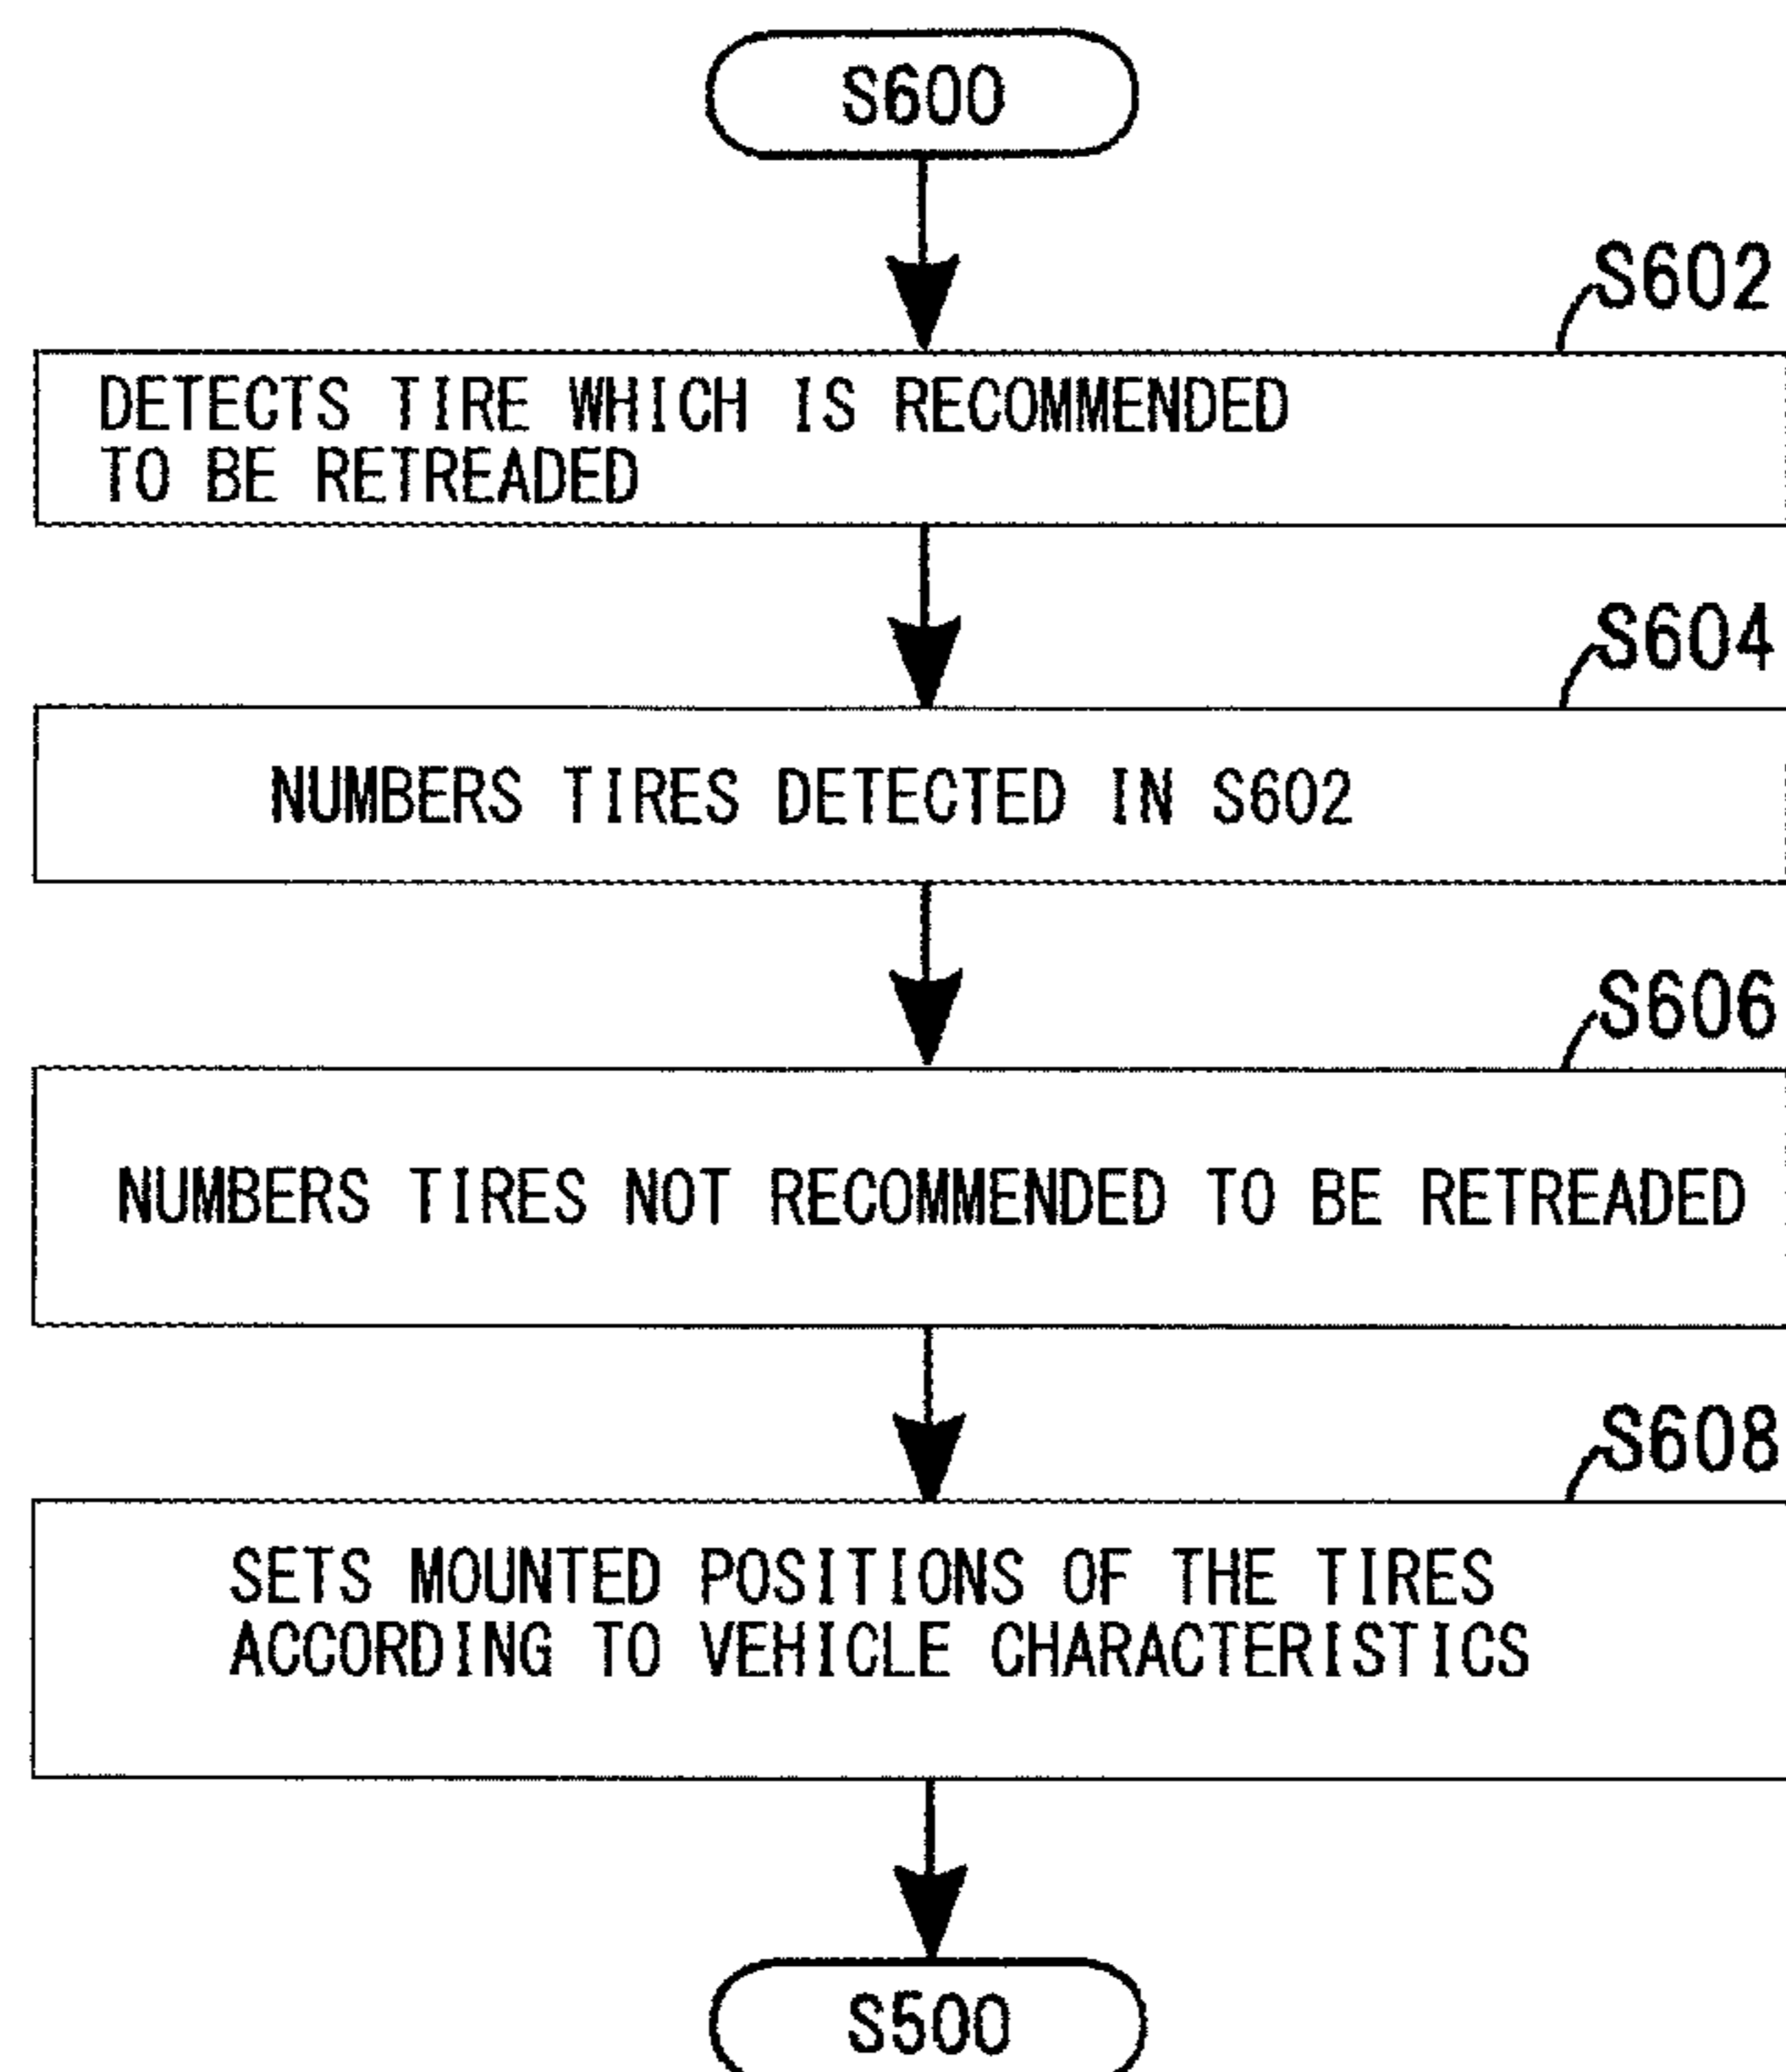 S600
S602
DETECTS TIRE WHICH IS RECOMMENDED
TO BE RETREADED
S604
NUMBERS TIRES DETECTED IN S602
S606
NUMBERS TIRES NOT RECOMMENDED TO BE RETREADED
S608
SETS MOUNTED POSITIONS OF THE TIRES
ACCORDING TO VEHICLE CHARACTERISTICS
S500